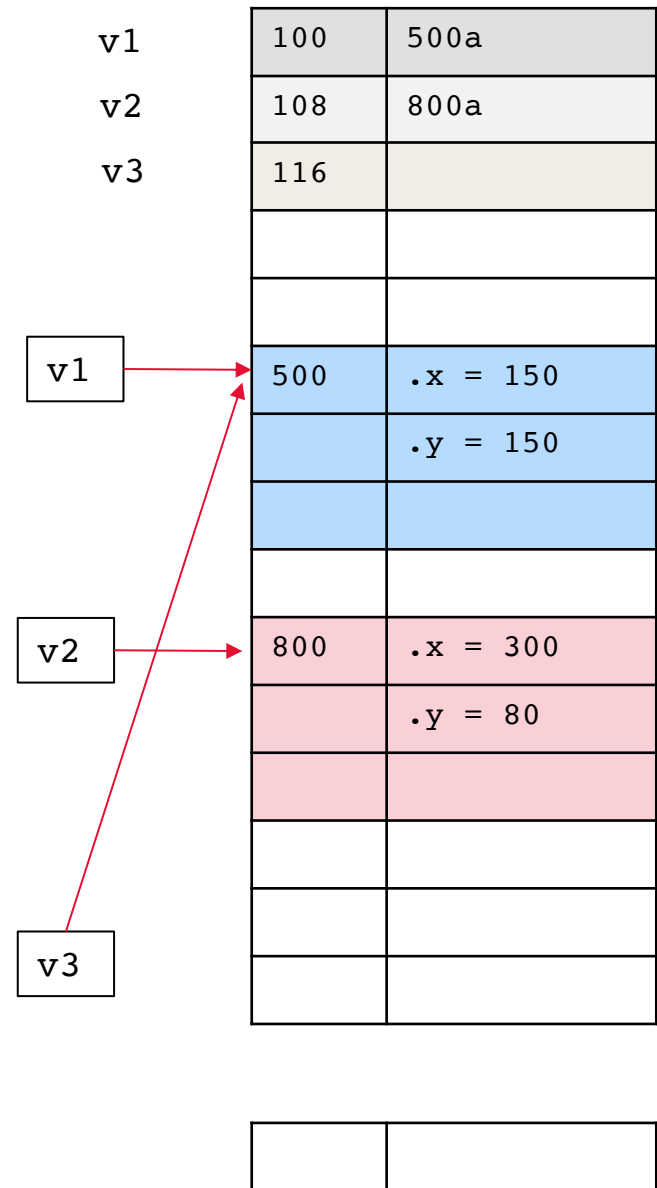 v1 100 500a
v2 108 800a
v3 116
v1 500 .x = 150
.y = 150
v2 800 .x = 300
.y = 80
v3